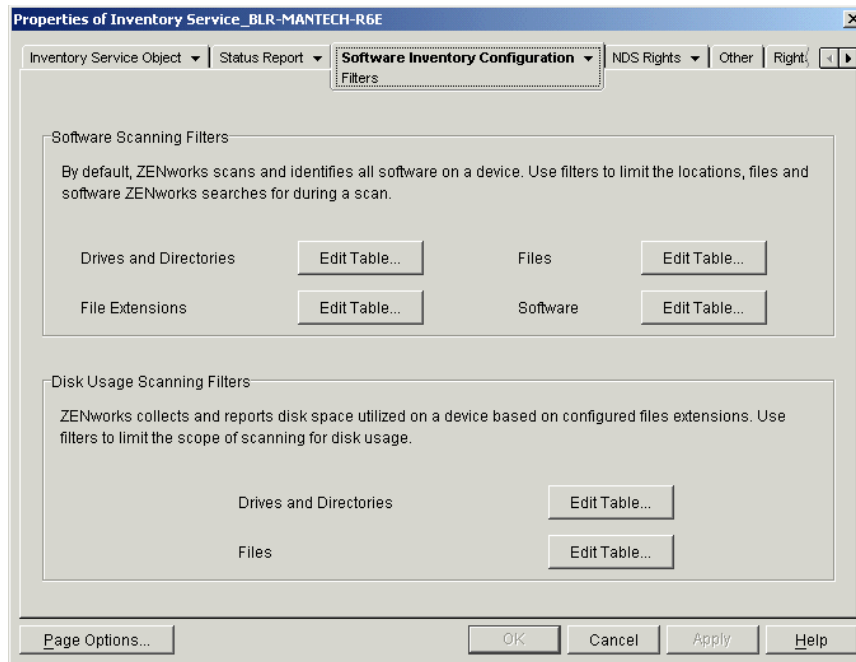 Properties of Inventory Service_BLR-MANTECH-R6E
Inventory Service Object
Status Report
Software Inventory Configuration
Filters
NDS Rights
Other
Software Scanning Filters
By default, ZENworks scans and identifies all software on a device. Use filters to limit the locations, files and
software ZENworks searches for during a scan.
Drives and Directories
Edit Table...
Files
Edit Table...
File Extensions
Edit Table...
Software
Edit Table...
Disk Usage Scanning Filters
ZENworks collects and reports disk space utilized on a device based on configured files extensions. Use
filters to limit the scope of scanning for disk usage.
Drives and Directories
Edit Table...
Files
Edit Table...
Page Options...
OK
Cancel
Apply
Help